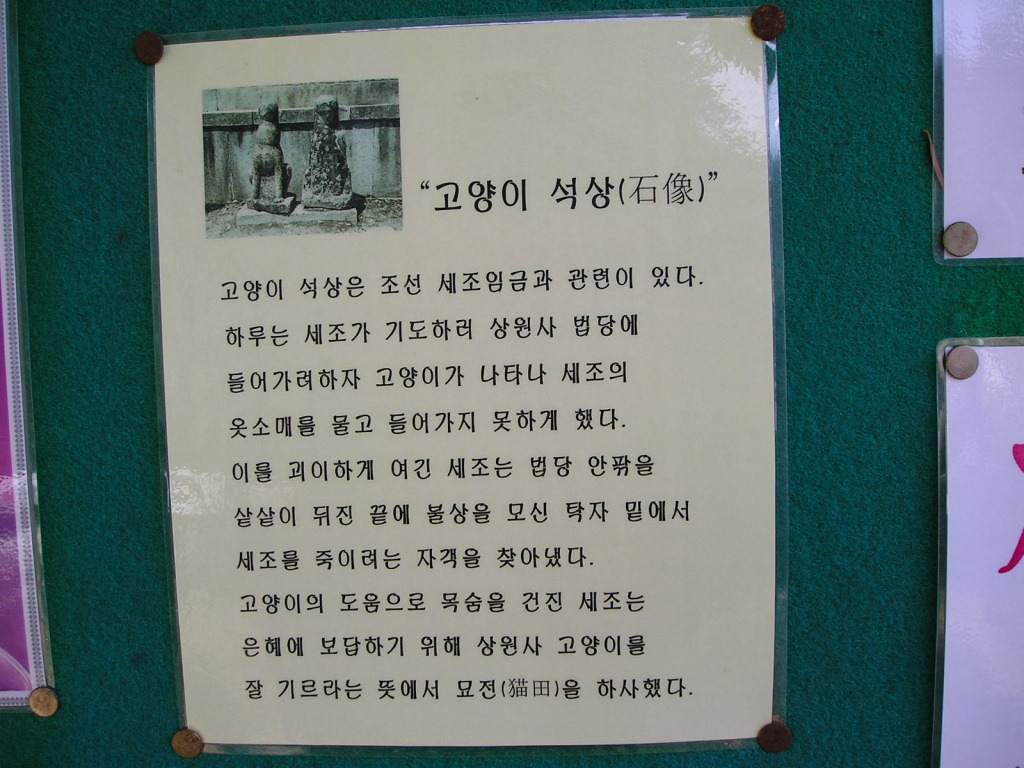 “고양이 석상(石像)”
고양이 석상은 조선 세조임금과 관련이 있다.
하루는 세조가 기도하러 상원사 법당에
들어가려하자 고양이가 나타나 세조의
옷소매를 물고 들어가지 못하게 했다.
이를 괴이하게 여긴 세조는 법당 안팎을
샅샅이 뒤진 끝에 불상을 모신 탁자 밑에서
세조를 죽이려는 자객을 찾아냈다.
고양이의 도움으로 목숨을 건진 세조는
은혜에 보답하기 위해 상원사 고양이를
잘 기르라는 뜻에서 묘전(猫田)을 하사했다.